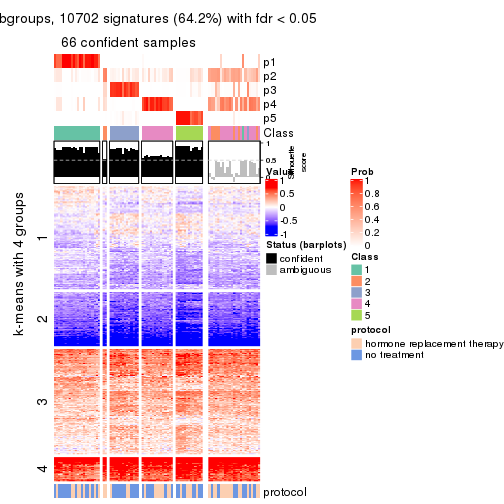 bgroups, 10702 signatures (64.2%) with fdr < 0.05
66 confident samples
p1
p2
p3
p4
p5
Class
1
0.5
0
silhouette
score
Value
1
0.5
0
-0.5
-1
Prob
1
0.8
0.6
0.4
0.2
0
Status (barplots)
confident
ambiguous
Class
1
2
3
4
5
protocol
hormone replacement therapy
no treatment
k-means with 4 groups
1
2
3
4
protocol